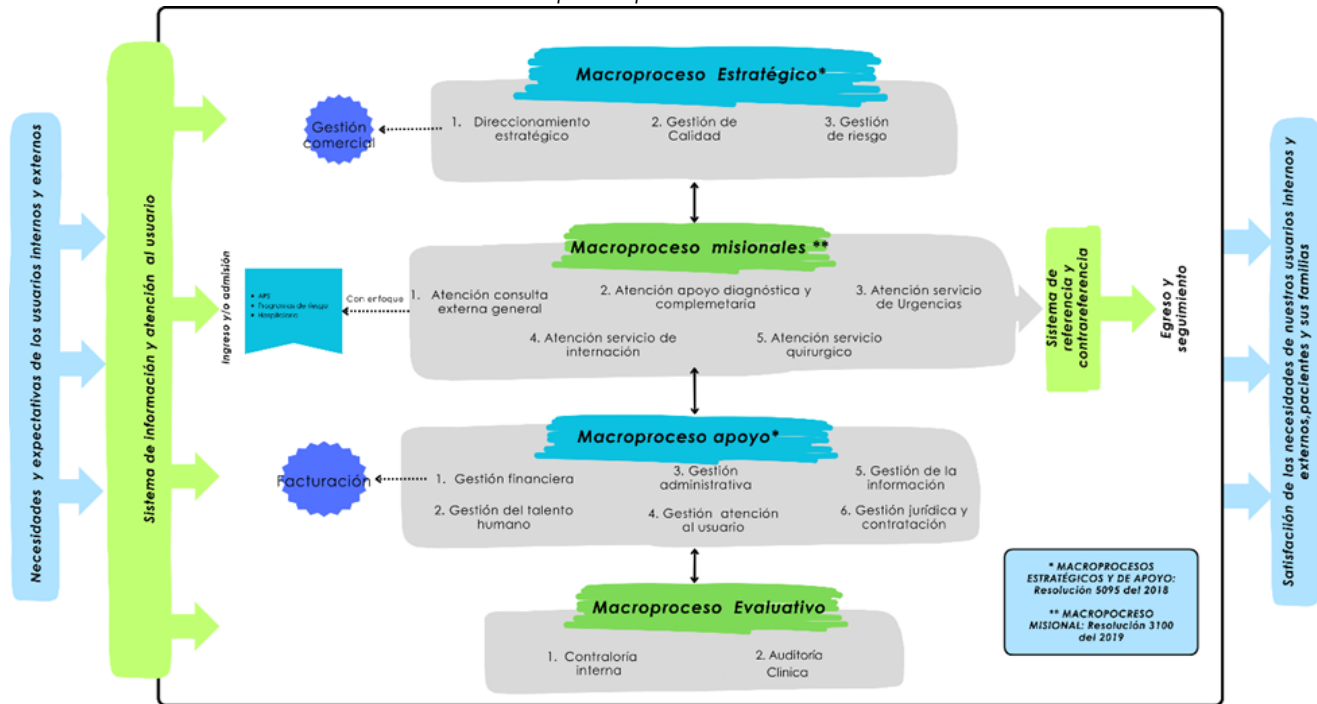 Necesidades y expectativas de los usuarios internos y externos
Sistema de información y atención al usuario
Macroproceso Estratégico*
Gestión
comercial
1. Direccionamiento
estratégico
2. Gestión de
Calidad
3. Gestión
de riesgo
Ingreso y/o admisión
• APS
• Programas de Riesgo
• Hospitalario
Con enfoque
Macroproceso misionales **
1. Atención consulta
externa general
2. Atención apoyo diagnóstica y
complemetaria
3. Atención servicio
de Urgencias
4. Atención servicio de
internación
5. Atención servicio
quirurgico
Sistema de
referencia y
contrareferencia
Egreso y
seguimiento
Macroproceso apoyo*
Facturación
1. Gestión financiera
2. Gestión del talento
humano
3. Gestión
administrativa
4. Gestión atención
al usuario
5. Gestión de la
información
6. Gestión jurídica y
contratación
Macroproceso Evaluativo
1. Contraloría
interna
2. Auditoría
Clinica
* MACROPROCESOS
ESTRATÉGICOS Y DE APOYO:
Resolución 5095 del 2018
** MACROPOCRESO
MISIONAL: Resolución 3100
del 2019
Satisfaciión de las necesidades de nuestros usuarios internos y
externos,pacientes y sus familias